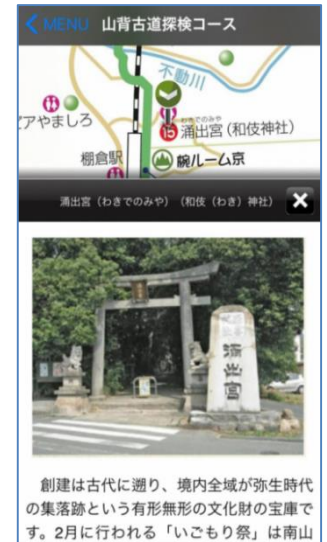 MENU 山背古道探検コース
不動川
アやましろ
わきでのみや
15 涌出宮(和伎神社)
棚倉駅
腕ルーム京
涌出宮(わきでのみや)(和伎(わき)神社)
涌出宮
創建は古代に遡り、境内全域が弥生時代
の集落跡という有形無形の文化財の宝庫で
す。2月に行われる「いごもり祭」は南山